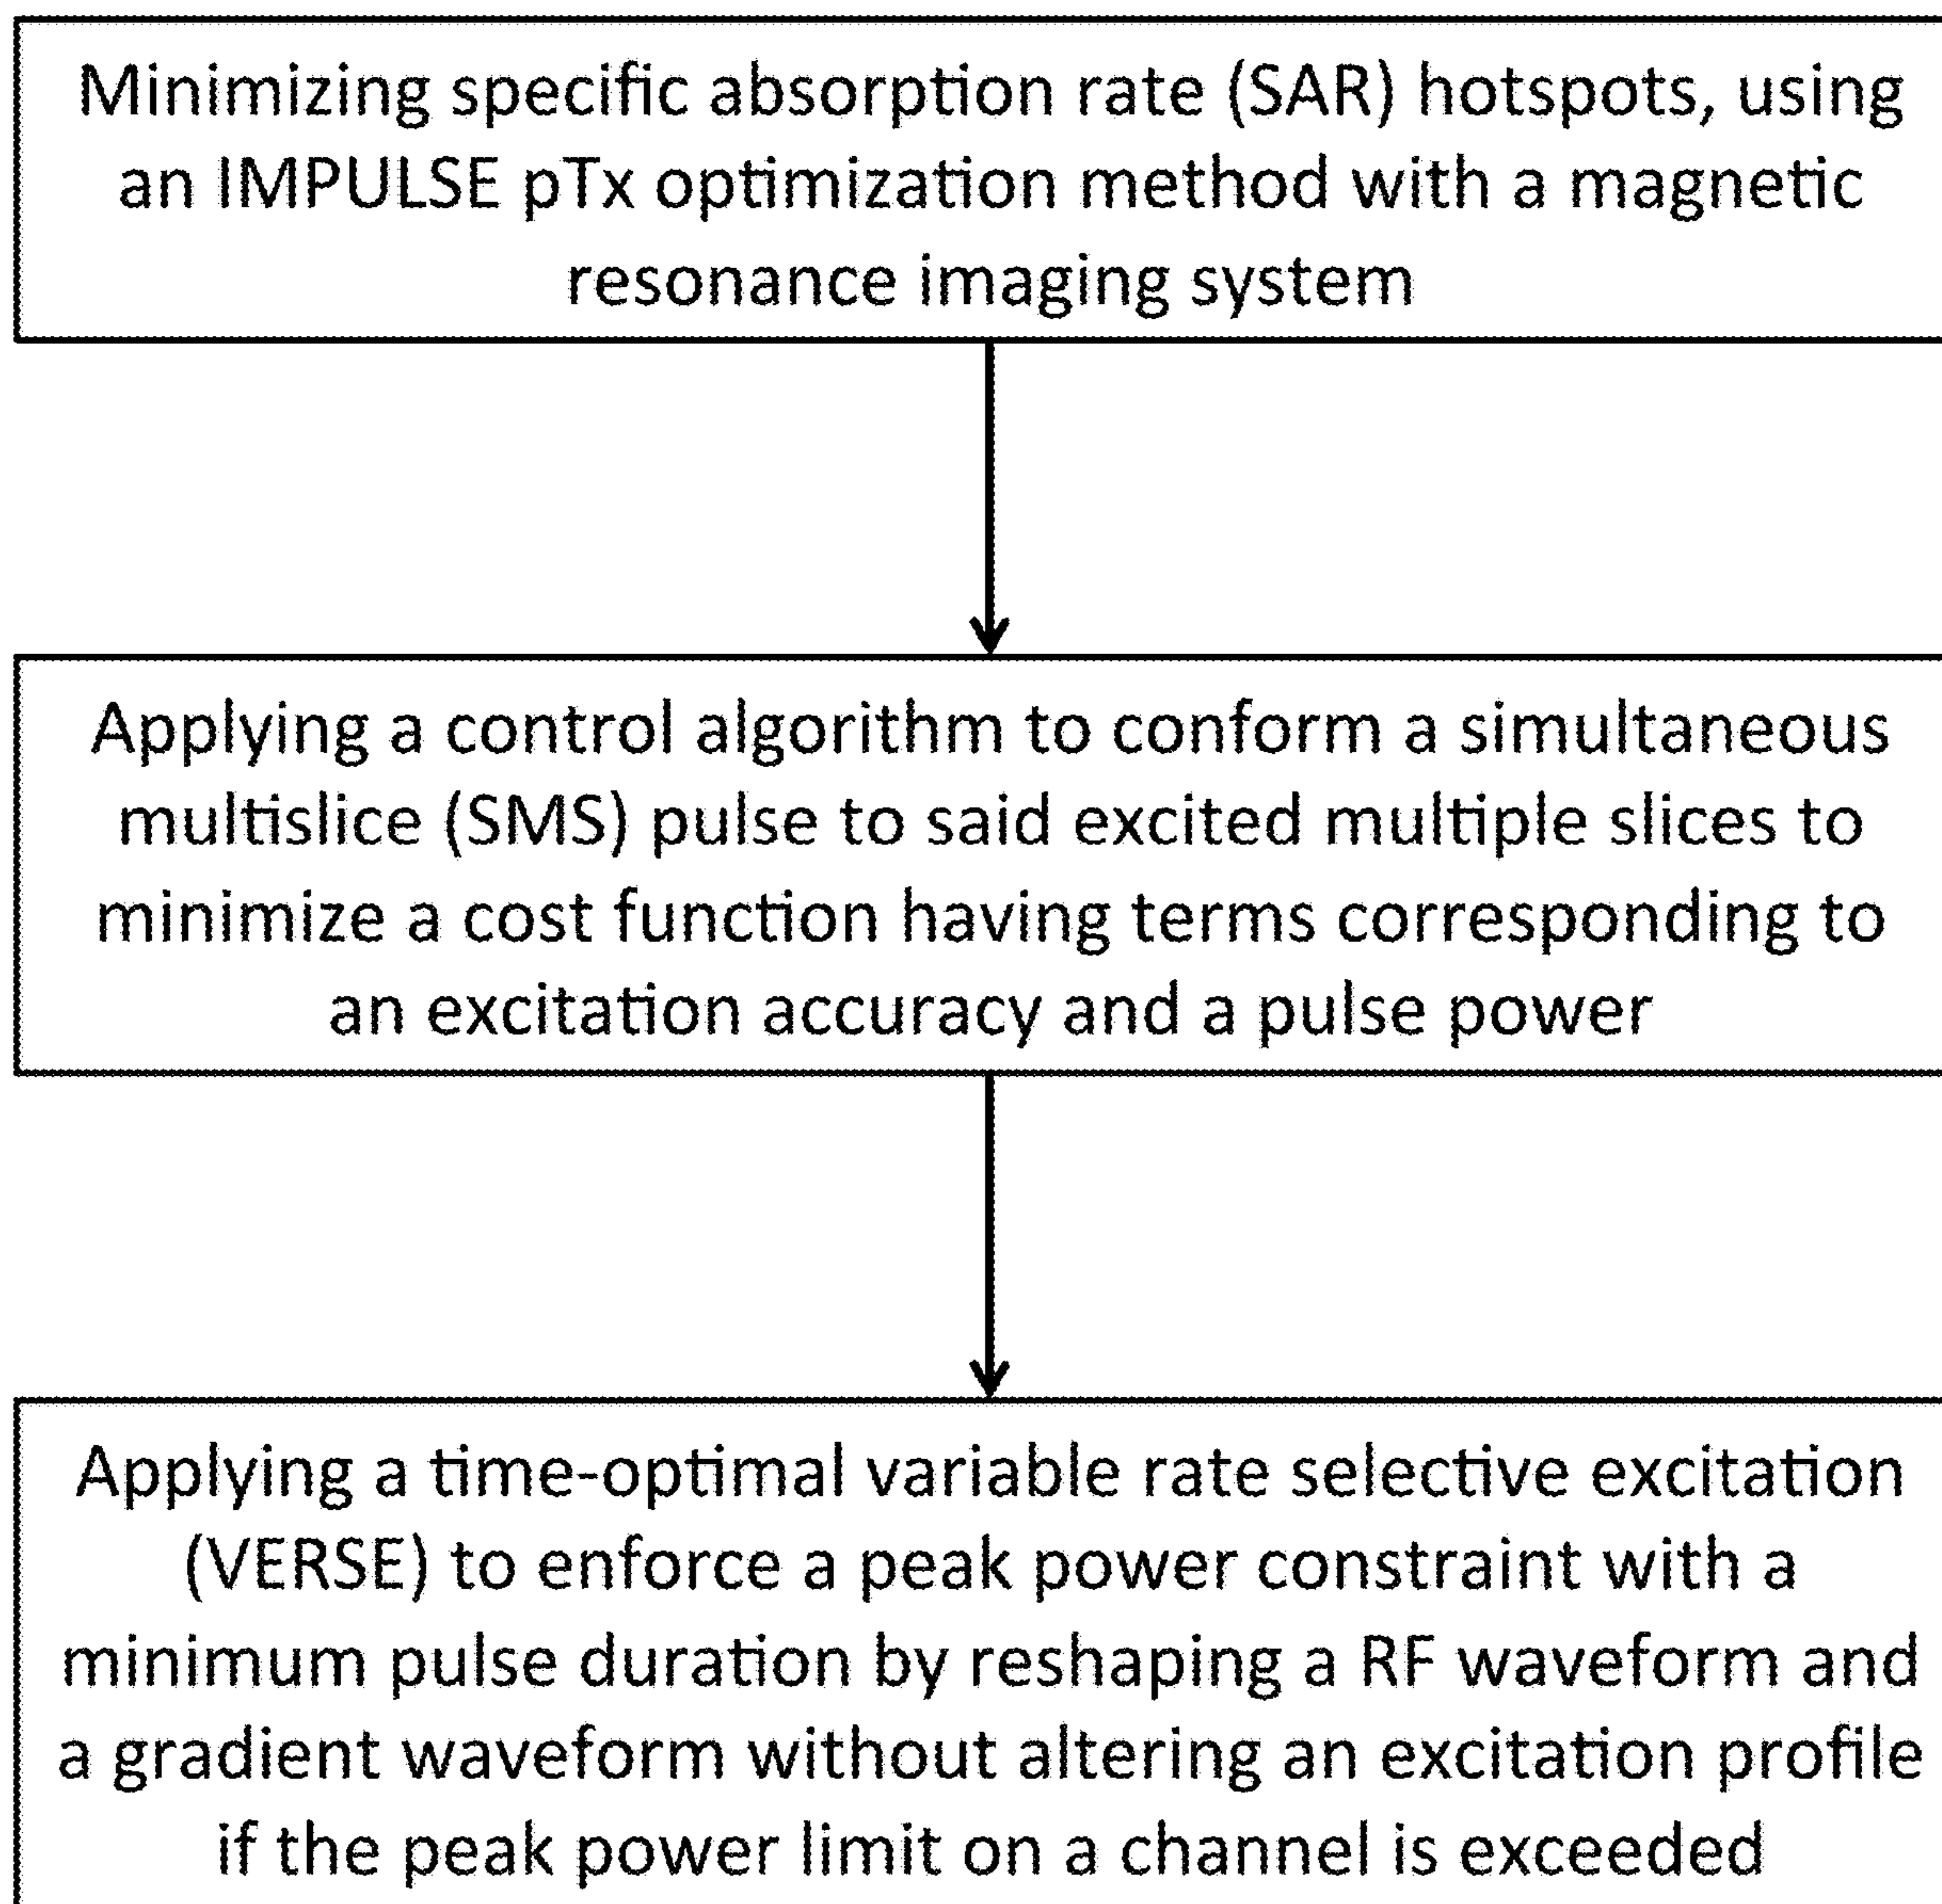 Minimizing specific absorption rate (SAR) hotspots, using
an IMPULSE pTx optimization method with a magnetic
resonance imaging system
Applying a control algorithm to conform a simultaneous
multislice (SMS) pulse to said excited multiple slices to
minimize a cost function having terms corresponding to
an excitation accuracy and a pulse power
Applying a time-optimal variable rate selective excitation
(VERSE) to enforce a peak power constraint with a
minimum pulse duration by reshaping a RF waveform and
a gradient waveform without altering an excitation profile
if the peak power limit on a channel is exceeded